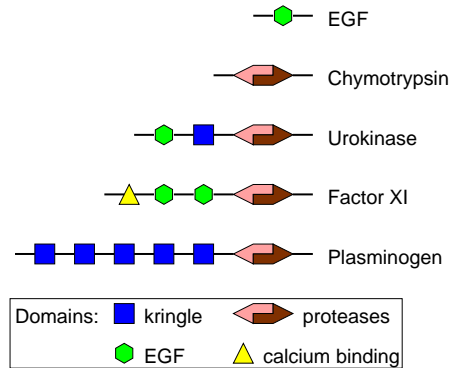 EGF
Chymotrypsin
Urokinase
Factor XI
Plasminogen
Domains: kringle proteases
EGF calcium binding